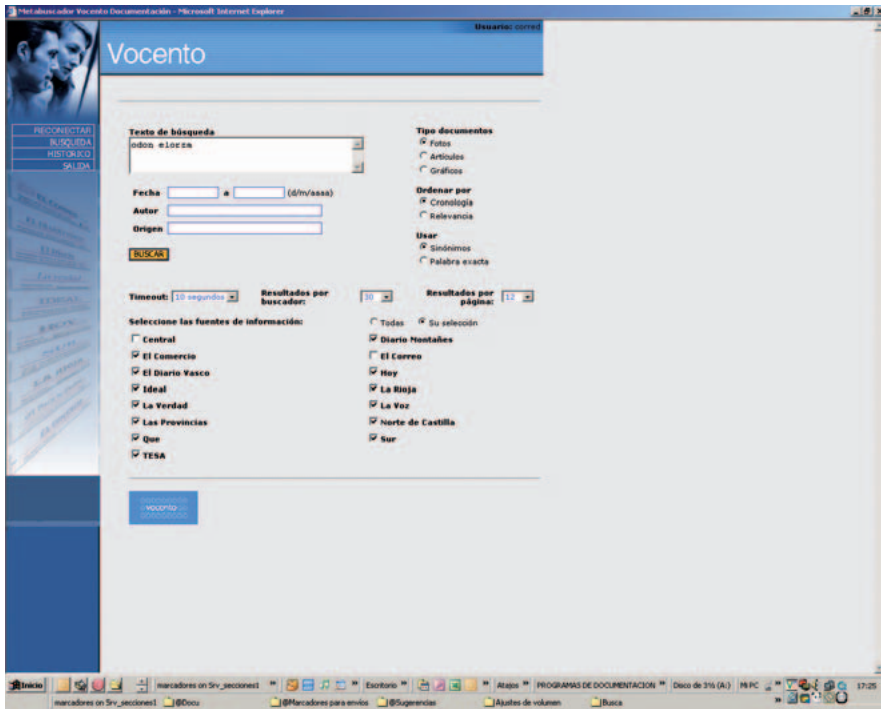 Metabuscador Vocento Documentación - Microsoft Internet Explorer
Usuario: corred
Vocento
RECONECTAR
BUSQUEDA
HISTORICO
SALIDA
Texto de búsqueda
odon elorza
Fecha a (d/m/aaaa)
Autor
Origen
BUSCAR
Tipo documentos
Fotos
Artículos
Gráficos
Ordenar por
Cronología
Relevancia
Usar
Sinónimos
Palabra exacta
Timeout: 10 segundos Resultados por buscador: 30 Resultados por página: 12
Seleccione las fuentes de información: Todas Su selección
Central Diario Montañes
El Comercio El Correo
El Diario Vasco Hoy
Ideal La Rioja
La Verdad La Voz
Las Provincias Norte de Castilla
Que Sur
TESA
vocento
Inicio marcadores on Srv_secciones1 Escritorio Atajos PROGRAMAS DE DOCUMENTACION Disco de 3½ (A:) Mi PC 17:25
marcadores on Srv_secciones1 @Docu @Marcadores para envios @Sugerencias Ajustes de volumen Busca